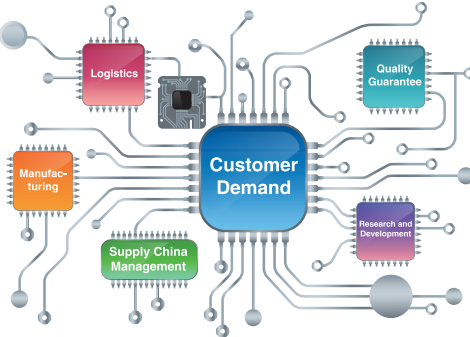 Logistics
Quality
Guarantee
Customer
Demand
Manufac-
turing
Research and
Development
Supply China
Management